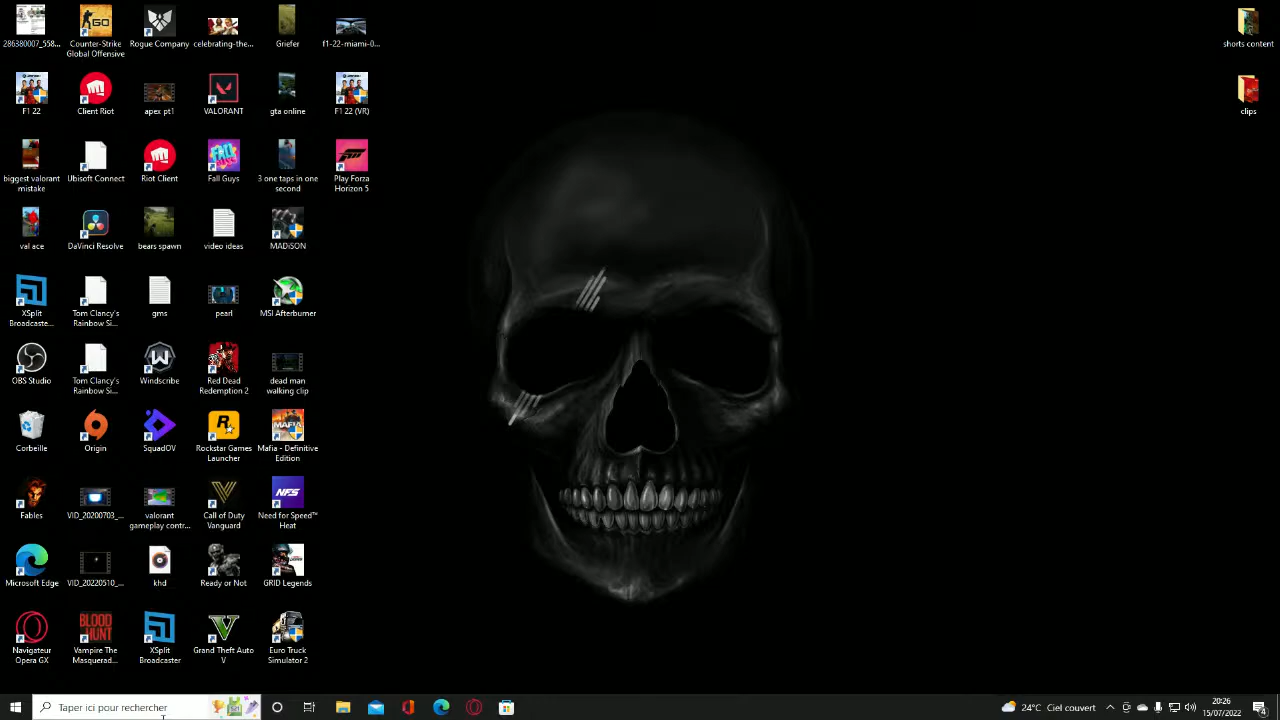 286380007_558...
Counter-Strike Global Offensive
Rogue Company
celebrating-the...
Griefer
f1-22-miami-0...
shorts content
F1 22
Client Riot
apex pt1
VALORANT
gta online
F1 22 (VR)
clips
biggest valorant mistake
Ubisoft Connect
Riot Client
Fall Guys
3 one taps in one second
Play Forza Horizon 5
val ace
DaVinci Resolve
bears spawn
video ideas
MADiSON
XSplit Broadcaste...
Tom Clancy's Rainbow Si...
gms
pearl
MSI Afterburner
OBS Studio
Tom Clancy's Rainbow Si...
Windscribe
Red Dead Redemption 2
dead man walking clip
Corbeille
Origin
SquadOV
Rockstar Games Launcher
Mafia - Definitive Edition
Fables
VID_20200703_...
valorant gameplay contr...
Call of Duty Vanguard
Need for Speed™ Heat
Microsoft Edge
VID_20220510_...
khd
Ready or Not
GRID Legends
Navigateur Opera GX
Vampire The Masquerad...
XSplit Broadcaster
Grand Theft Auto V
Euro Truck Simulator 2
Taper ici pour rechercher
24°C Ciel couvert
20:26
15/07/2022